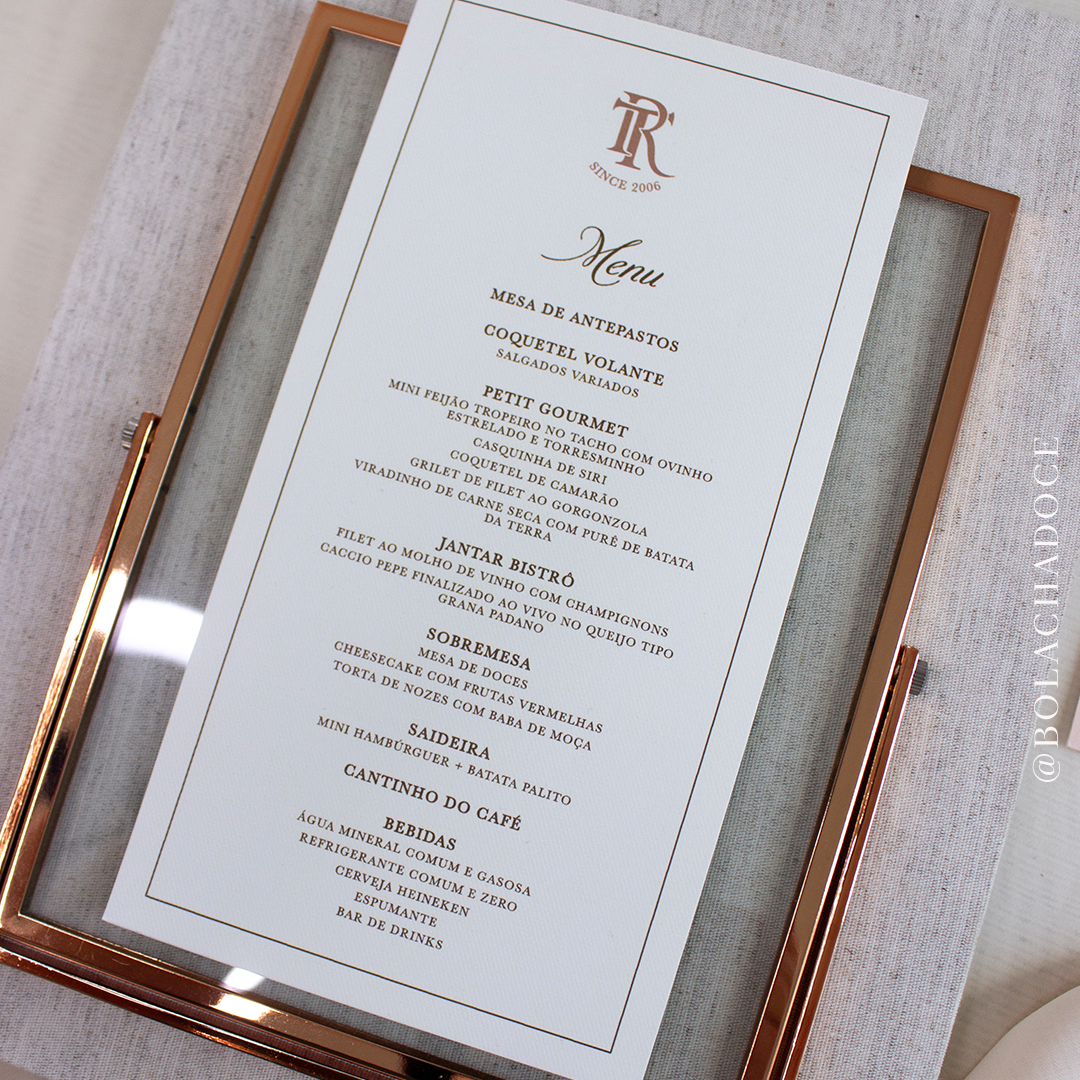 TR
SINCE 2006
Menu
MESA DE ANTEPASTOS
COQUETEL VOLANTE
SALGADOS VARIADOS
PETIT GOURMET
MINI FEIJÃO TROPEIRO NO TACHO COM OVINHO
ESTRELADO E TORRESMINHO
CASQUINHA DE SIRI
COQUETEL DE CAMARÃO
GRILET DE FILET AO GORGONZOLA
VIRADINHO DE CARNE SECA COM PURÊ DE BATATA
DA TERRA
JANTAR BISTRÔ
FILET AO MOLHO DE VINHO COM CHAMPIGNONS
CACCIO PEPE FINALIZADO AO VIVO NO QUEIJO TIPO
GRANA PADANO
SOBREMESA
MESA DE DOCES
CHEESECAKE COM FRUTAS VERMELHAS
TORTA DE NOZES COM BABA DE MOÇA
SAIDEIRA
MINI HAMBÚRGUER + BATATA PALITO
CANTINHO DO CAFÉ
BEBIDAS
ÁGUA MINERAL COMUM E GASOSA
REFRIGERANTE COMUM E ZERO
CERVEJA HEINEKEN
ESPUMANTE
BAR DE DRINKS
@BOLACHADOCE